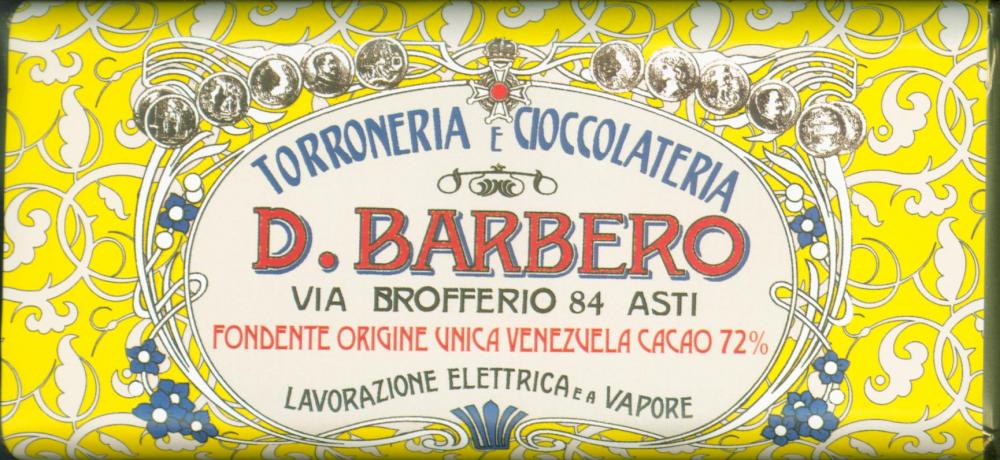 TORRONERIA E CIOCCOLATERIA
D. BARBERO
VIA BROFFERIO 84 ASTI
FONDENTE ORIGINE UNICA VENEZUELA CACAO 72%
LAVORAZIONE ELETTRICA E A VAPORE